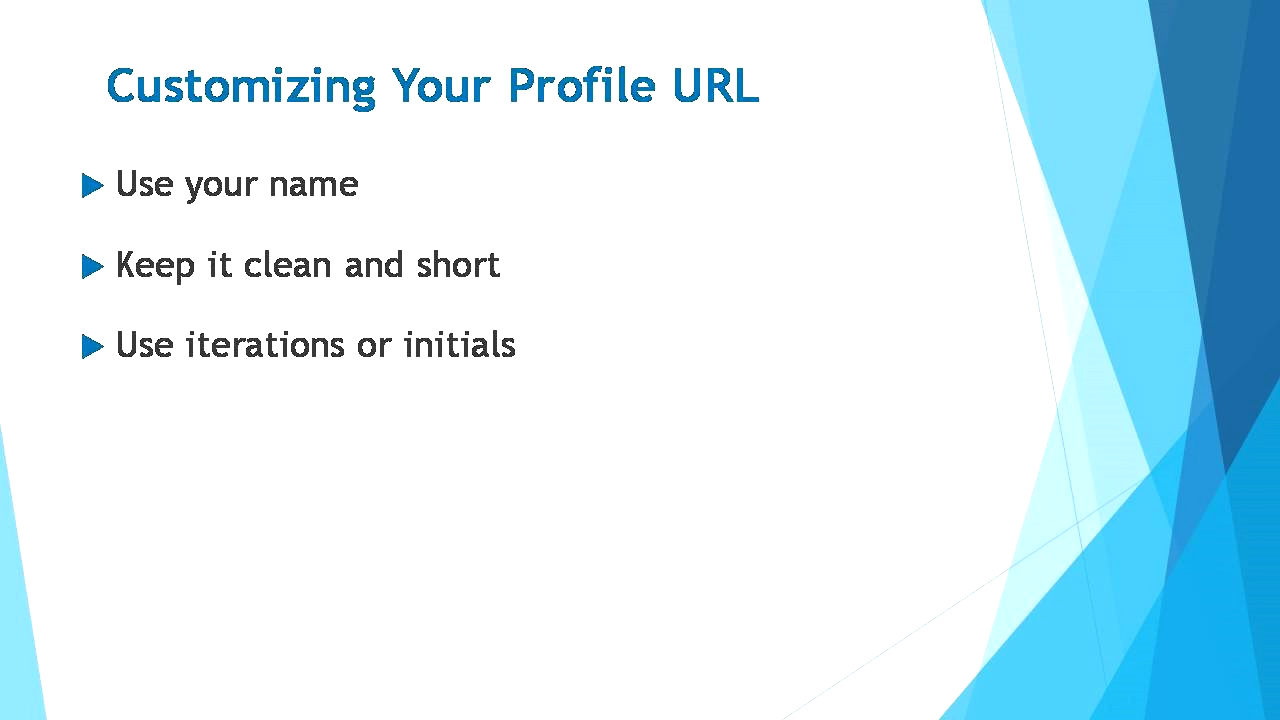 Customizing Your Profile URL
Use your name
Keep it clean and short
Use iterations or initials